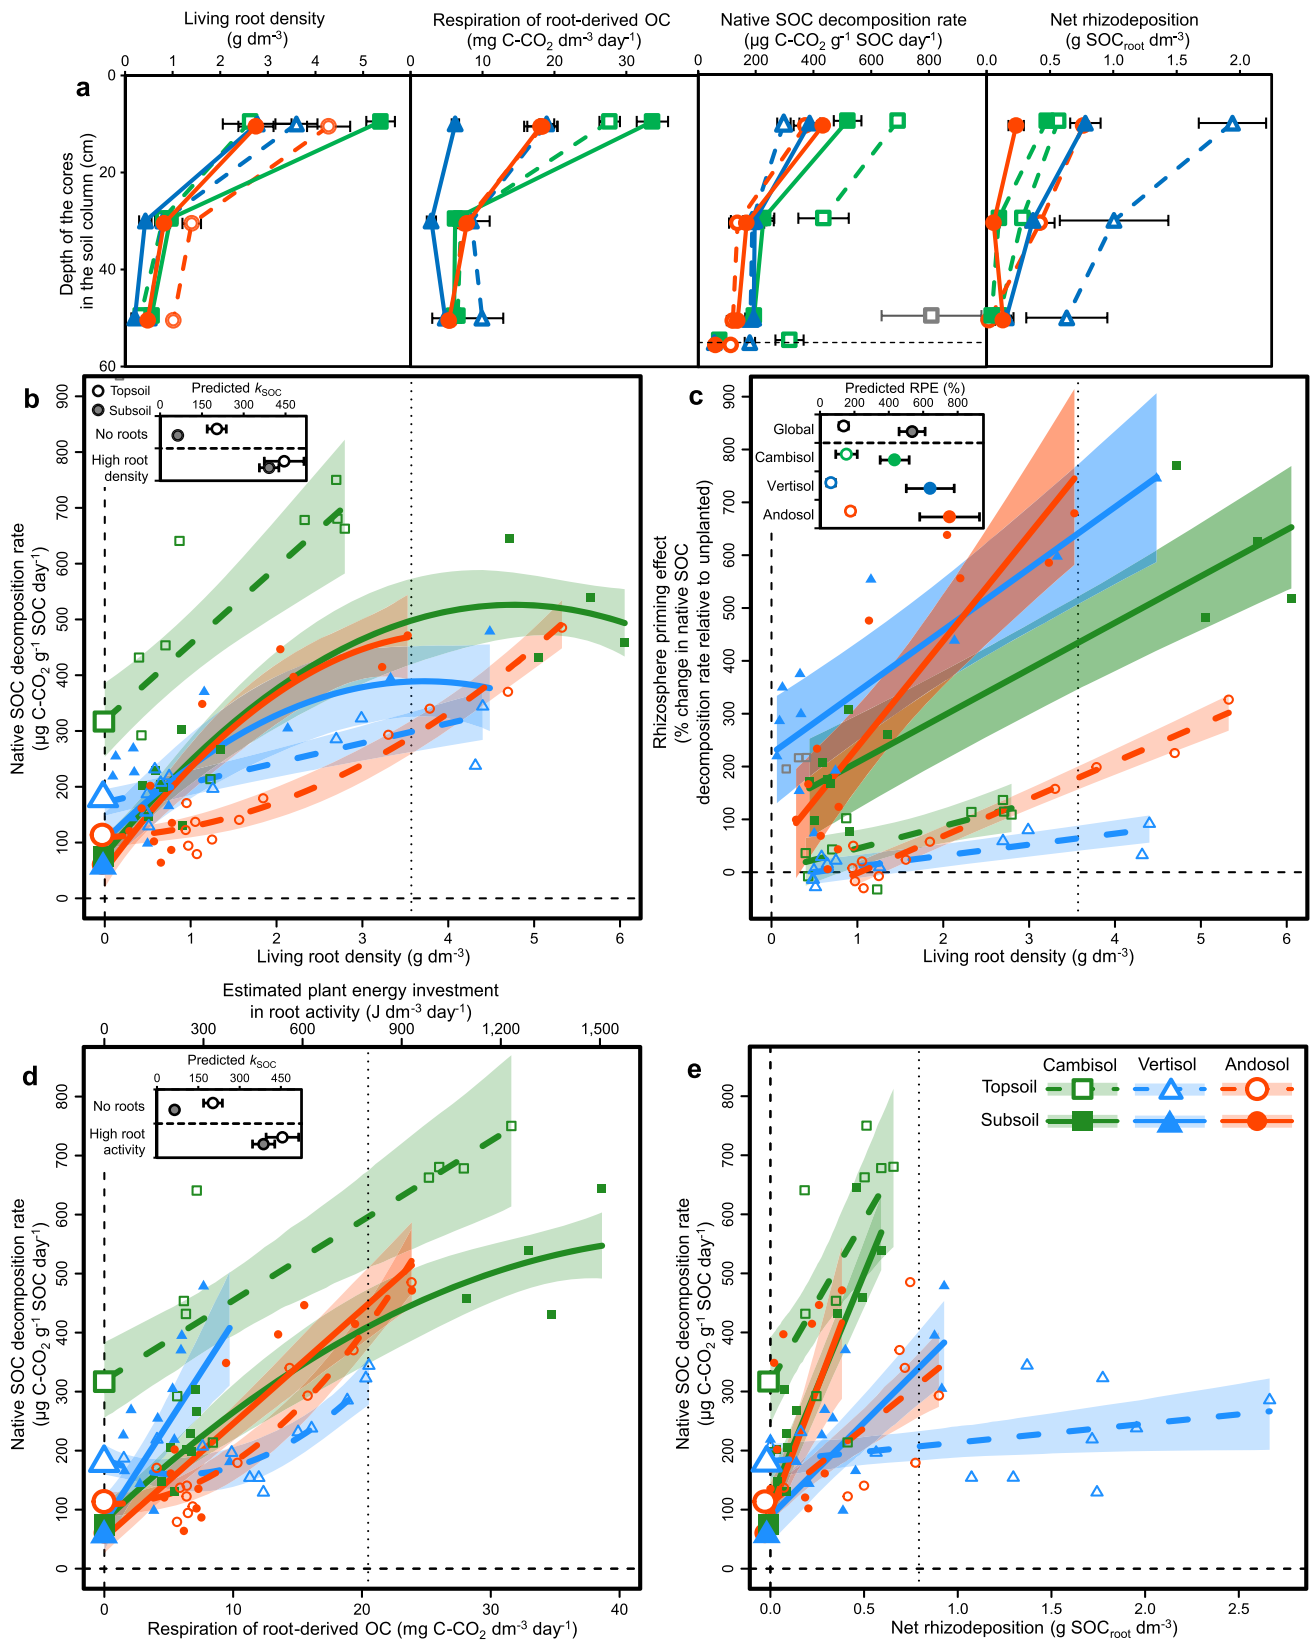 Living root density
(g dm-3)
0 1 2 3 4 5
Respiration of root-derived OC
(mg C-CO2 dm-3 day-1)
0 10 20 30
Native SOC decomposition rate
(µg C-CO2 g-1 SOC day-1)
0 200 400 600 800
Net rhizodeposition
(g SOCroot dm-3)
0.0 0.5 1.0 1.5 2.0
a
Depth of the cores
in the soil column (cm)
0
20
40
60
b
Topsoil
Subsoil
Predicted kSOC
0 150 300 450
No roots
High root
density
Native SOC decomposition rate
(µg C-CO2 g-1 SOC day-1)
900
800
700
600
500
400
300
200
100
0
0 1 2 3 4 5 6
Living root density (g dm-3)
c
Predicted RPE (%)
0 200 400 600 800
Global
Cambisol
Vertisol
Andosol
Rhizosphere priming effect
(% change in native SOC
decomposition rate relative to unplanted)
900
800
700
600
500
400
300
200
100
0
0 1 2 3 4 5 6
Living root density (g dm-3)
Estimated plant energy investment
in root activity (J dm-3 day-1)
0 300 600 900 1,200 1,500
d
Predicted kSOC
0 150 300 450
No roots
High root
activity
Native SOC decomposition rate
(µg C-CO2 g-1 SOC day-1)
800
700
600
500
400
300
200
100
0
0 10 20 30 40
Respiration of root-derived OC (mg C-CO2 dm-3 day-1)
e
Cambisol Vertisol Andosol
Topsoil
Subsoil
Native SOC decomposition rate
(µg C-CO2 g-1 SOC day-1)
800
700
600
500
400
300
200
100
0
0.0 0.5 1.0 1.5 2.0 2.5
Net rhizodeposition (g SOCroot dm-3)